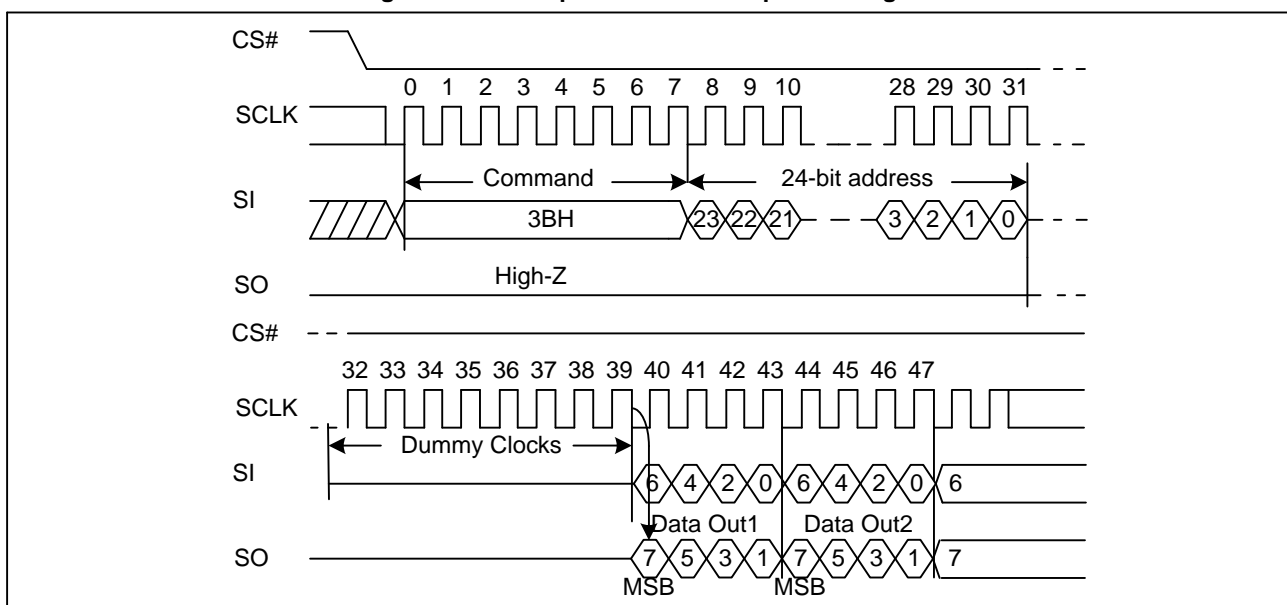 CS#
0 1 2 3 4 5 6 7 8 9 10 28 29 30 31
SCLK
Command 24-bit address
SI
3BH 23 22 21 3 2 1 0
High-Z
SO
CS#
32 33 34 35 36 37 38 39 40 41 42 43 44 45 46 47
SCLK
Dummy Clocks
SI
6 4 2 0 6 4 2 0 6
Data Out1 Data Out2
SO
7 5 3 1 7 5 3 1 7
MSB MSB